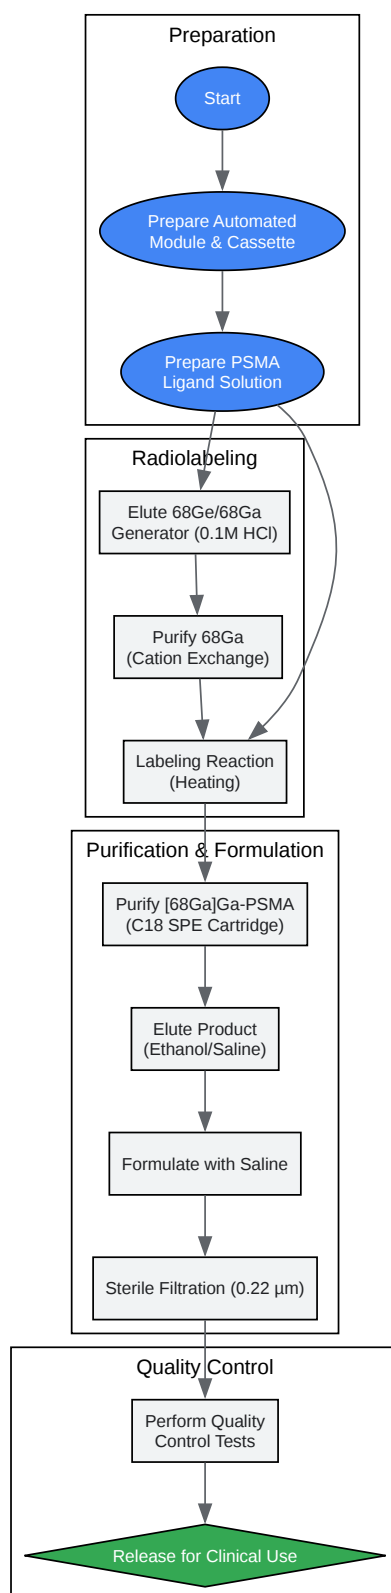 Preparation
Start
Prepare Automated
Module & Cassette
Prepare PSMA
Ligand Solution
Radiolabeling
Elute 68Ge/68Ga
Generator (0.1M HCl)
Purify 68Ga
(Cation Exchange)
Labeling Reaction
(Heating)
Purification & Formulation
Purify [68Ga]Ga-PSMA
(C18 SPE Cartridge)
Elute Product
(Ethanol/Saline)
Formulate with Saline
Sterile Filtration (0.22 µm)
Quality Control
Perform Quality
Control Tests
Release for Clinical Use